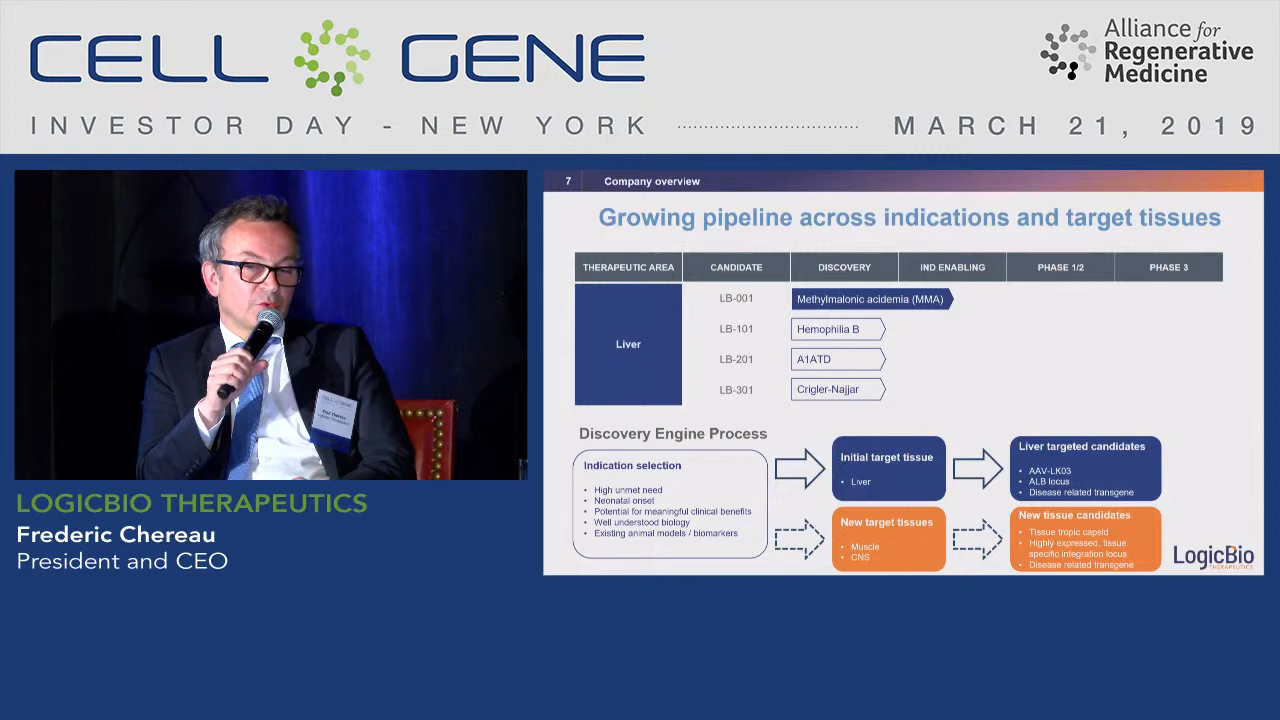 CELL GENE
Alliance for
Regenerative
Medicine
INVESTOR DAY - NEW YORK
MARCH 21, 2019
7 Company overview
Growing pipeline across indications and target tissues
THERAPEUTIC AREA CANDIDATE DISCOVERY IND ENABLING PHASE 1/2 PHASE 3
Liver
LB-001 Methylmalonic acidemia (MMA)
LB-101 Hemophilia B
LB-201 A1ATD
LB-301 Crigler-Najjar
Discovery Engine Process
Indication selection
• High unmet need
• Neonatal onset
• Potential for meaningful clinical benefits
• Well understood biology
• Existing animal models / biomarkers
Initial target tissue
• Liver
Liver targeted candidates
• AAV-LK03
• ALB locus
• Disease related transgene
New target tissues
• Muscle
• CNS
New tissue candidates
• Tissue tropic capsid
• Highly expressed, tissue
specific integration locus
• Disease related transgene
LogicBio
THERAPEUTICS
CELL GENE
LOGICBIO THERAPEUTICS
Frederic Chereau
President and CEO